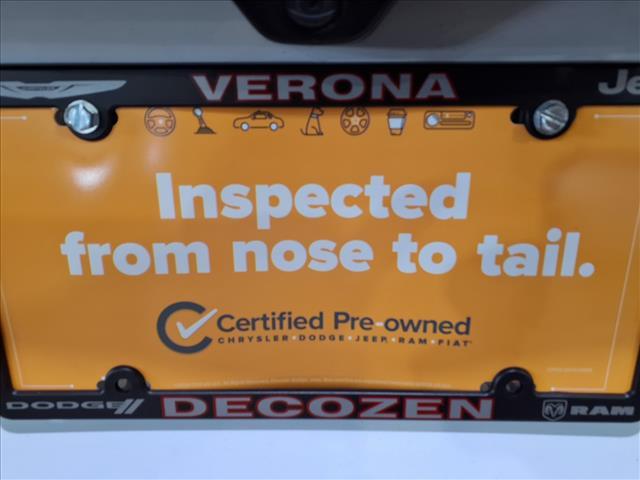 VERONA
Je
Inspected
from nose to tail.
Certified Pre-owned
CHRYSLER • DODGE • JEEP • RAM • FIAT
DODGE//
DECOZEN
RAM